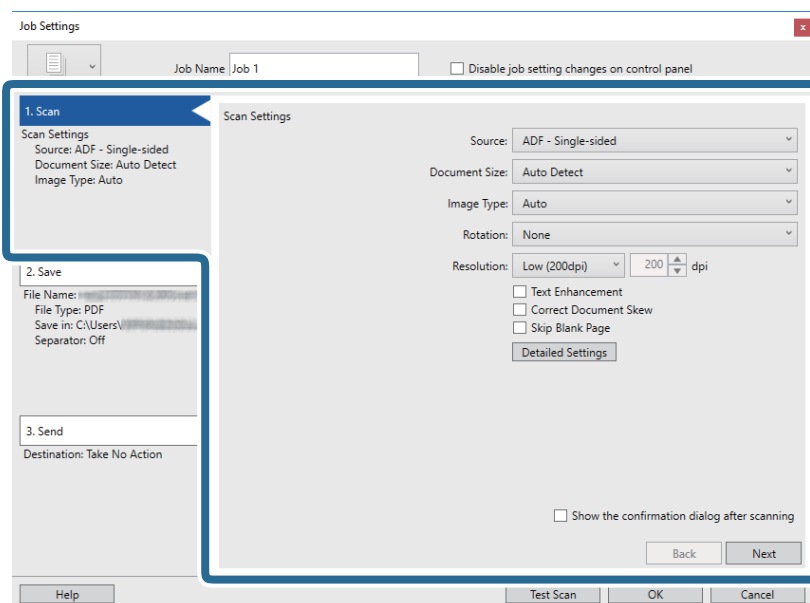 Job Settings
x
Job Name Job 1
Disable job setting changes on control panel
1. Scan
Scan Settings
Source: ADF - Single-sided
Document Size: Auto Detect
Image Type: Auto
2. Save
File Name:
File Type: PDF
Save in: C:\Users\
Separator: Off
3. Send
Destination: Take No Action
Scan Settings
Source: ADF - Single-sided
Document Size: Auto Detect
Image Type: Auto
Rotation: None
Resolution: Low (200dpi) 200 dpi
Text Enhancement
Correct Document Skew
Skip Blank Page
Detailed Settings
Show the confirmation dialog after scanning
Back Next
Help Test Scan OK Cancel